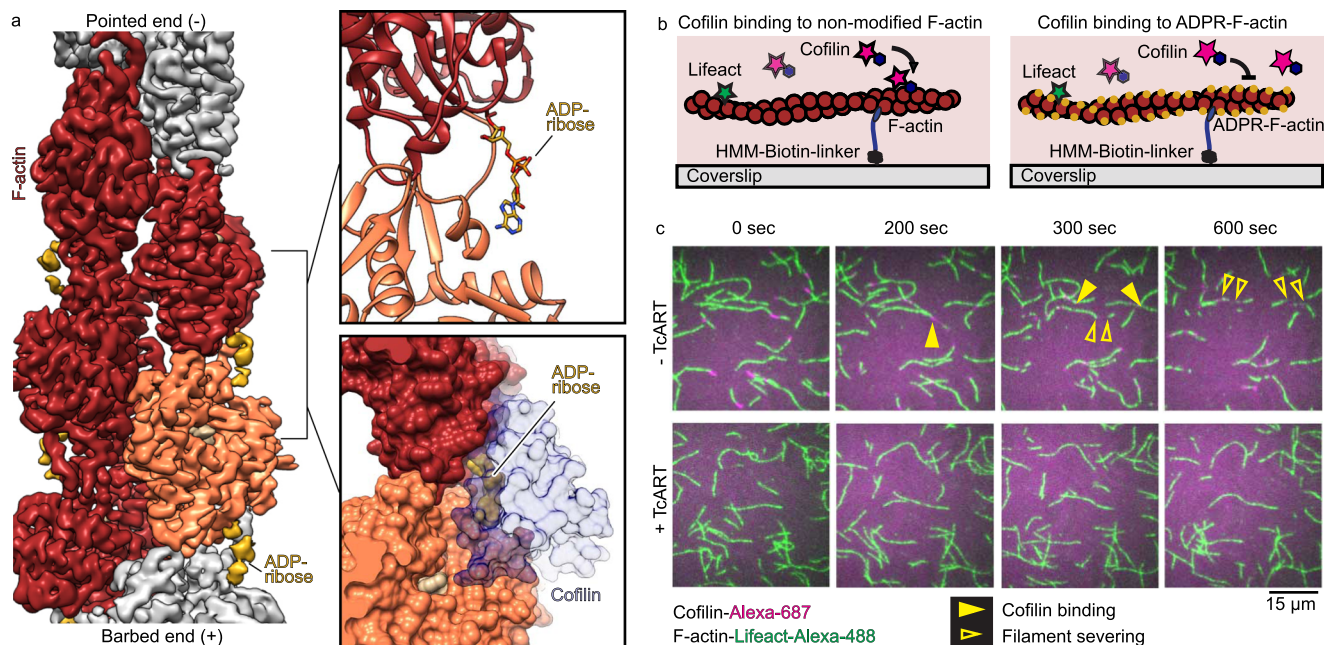 a
Pointed end (-)
F-actin
ADP-
ribose
Barbed end (+)
ADP-
ribose
ADP-
ribose
Cofilin
b
Cofilin binding to non-modified F-actin
Cofilin
Lifeact
F-actin
HMM-Biotin-linker
Coverslip
Cofilin binding to ADPR-F-actin
Cofilin
Lifeact
ADPR-F-actin
HMM-Biotin-linker
Coverslip
c
0 sec
200 sec
300 sec
600 sec
- TcART
+ TcART
15 µm
Cofilin-Alexa-687
F-actin-Lifeact-Alexa-488
Cofilin binding
Filament severing